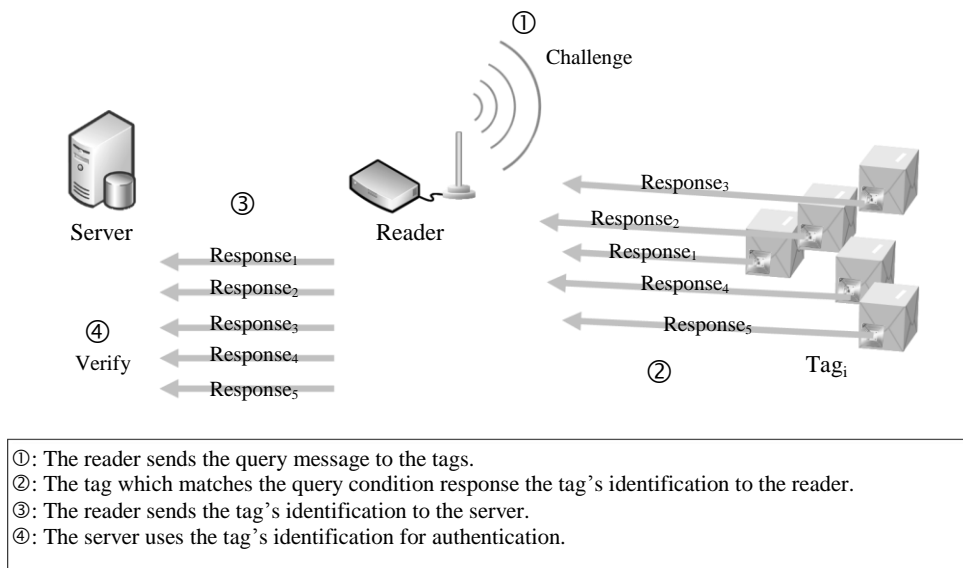 ①
Challenge
Response₃
③
Response₂
Server
Reader
Response₁
Response₁
Response₂
Response₄
④
Response₃
Response₅
Verify
Response₄
②
Tagᵢ
Response₅
①: The reader sends the query message to the tags.
②: The tag which matches the query condition response the tag’s identification to the reader.
③: The reader sends the tag’s identification to the server.
④: The server uses the tag’s identification for authentication.